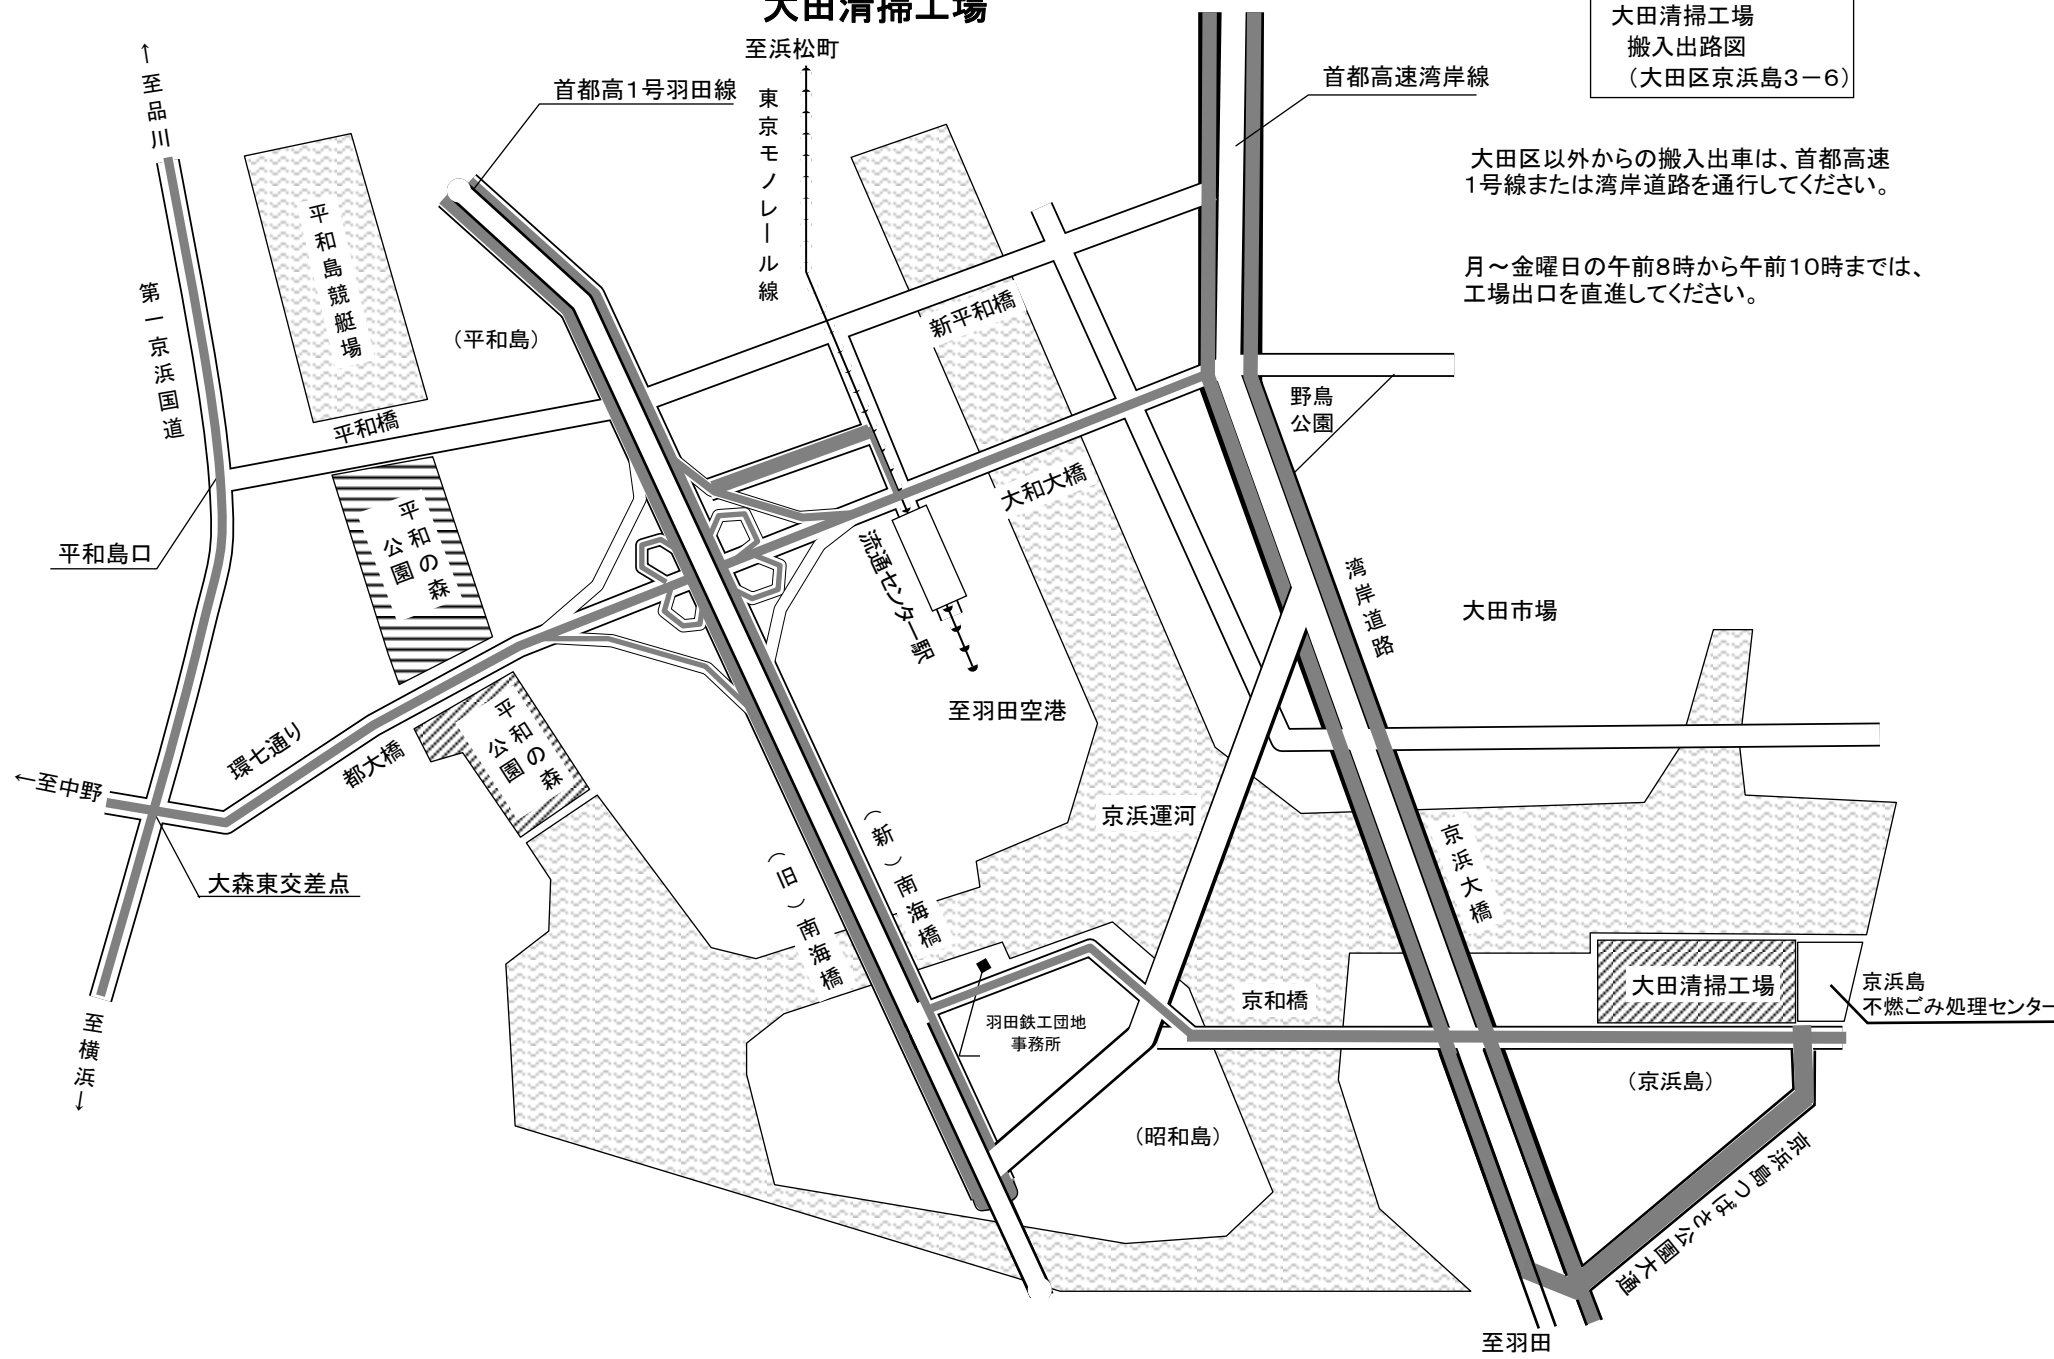 大田清掃工場
大田清掃工場
搬入出路図
(大田区京浜島3-6)
至浜松町
首都高1号羽田線
東京モノレール線
首都高速湾岸線
←至品川
大田区以外からの搬入出車は、首都高速
1号線または湾岸道路を通行してください。
月~金曜日の午前8時から午前10時までは、
工場出口を直進してください。
平和島競艇場
第一京浜国道
(平和島)
新平和橋
野鳥
公園
平和橋
大和大橋
平和島口
平和の森
公園
流通センター駅
湾岸道路
大田市場
至羽田空港
平和の森
公園
環七通り
都大橋
←至中野
京浜運河
京浜大橋
大森東交差点
(新)南海橋
(旧)南海橋
大田清掃工場
京浜島
不燃ごみ処理センター
京和橋
羽田鉄工団地
事務所
至横浜→
(京浜島)
(昭和島)
京浜島つばさ公園大通
至羽田